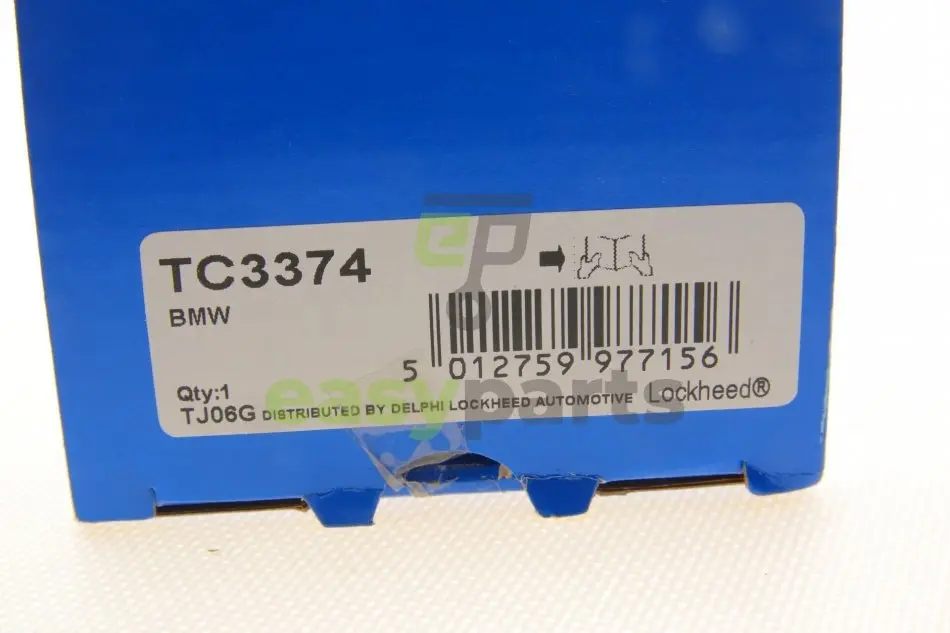 TC3374
BMW
5 012759 977156
Qty:1
TJ06G DISTRIBUTED BY DELPHI LOCKHEED AUTOMOTIVE Lockheed®
ep
easyparts